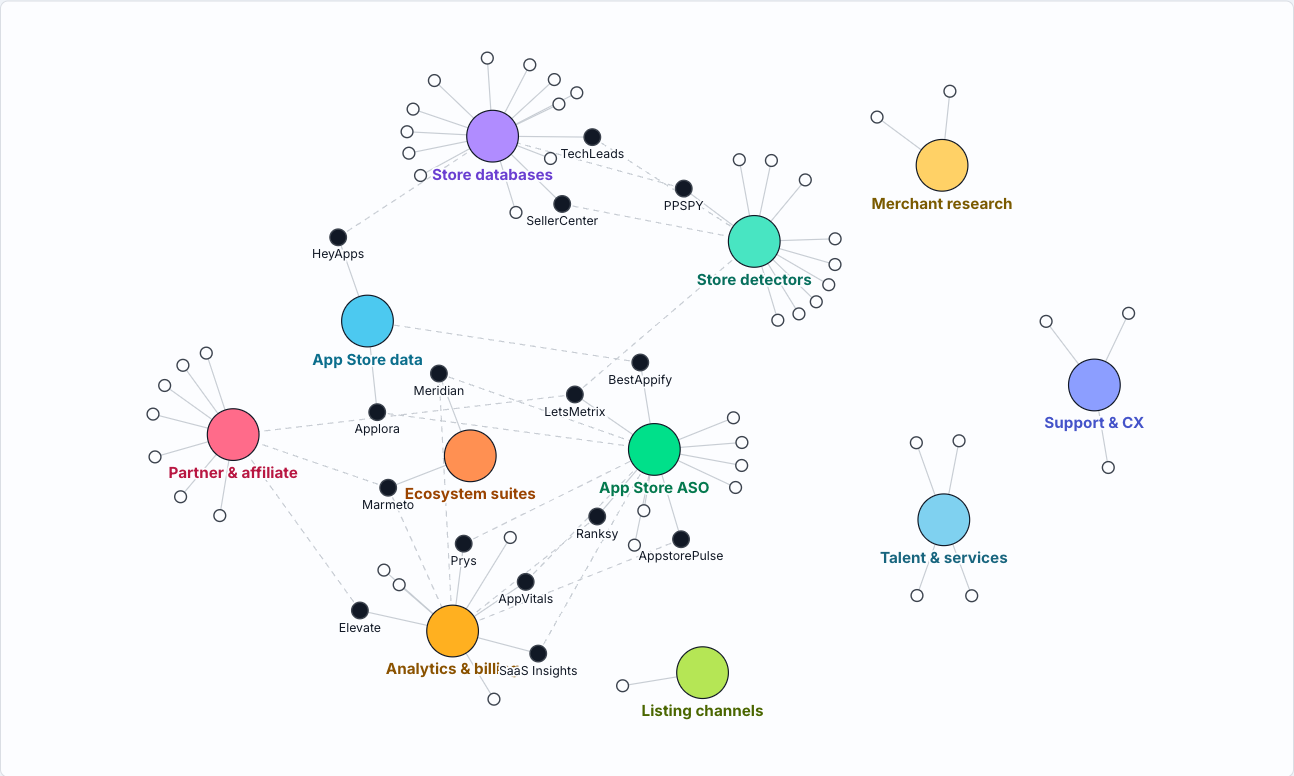 TechLeads
Store databases
PPSPY
Merchant research
SellerCenter
HeyApps
Store detectors
App Store data
BestAppify
Meridian
LetsMetrix
Support & CX
Applora
Partner & affiliate
App Store ASO
Ecosystem suites
Marmeto
Ranksy
AppstorePulse
Talent & services
Prys
AppVitals
Elevate
Analytics & billi
SaaS Insights
Listing channels